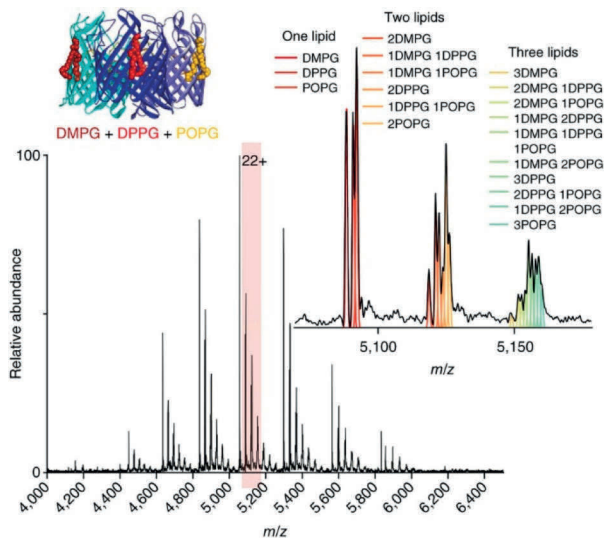 DMPG + DPPG + POPG
One lipid
DMPG
DPPG
POPG
Two lipids
2DMPG
1DMPG 1DPPG
1DMPG 1POPG
2DPPG
1DPPG 1POPG
2POPG
Three lipids
3DMPG
2DMPG 1DPPG
2DMPG 1POPG
1DMPG 2DPPG
1DMPG 1DPPG
1POPG
1DMPG 2POPG
3DPPG
2DPPG 1POPG
1DPPG 2POPG
3POPG
5,100
5,150
m/z
22+
100
0
Relative abundance
4,000
4,200
4,400
4,600
4,800
5,000
5,200
5,400
5,600
5,800
6,000
6,200
6,400
m/z